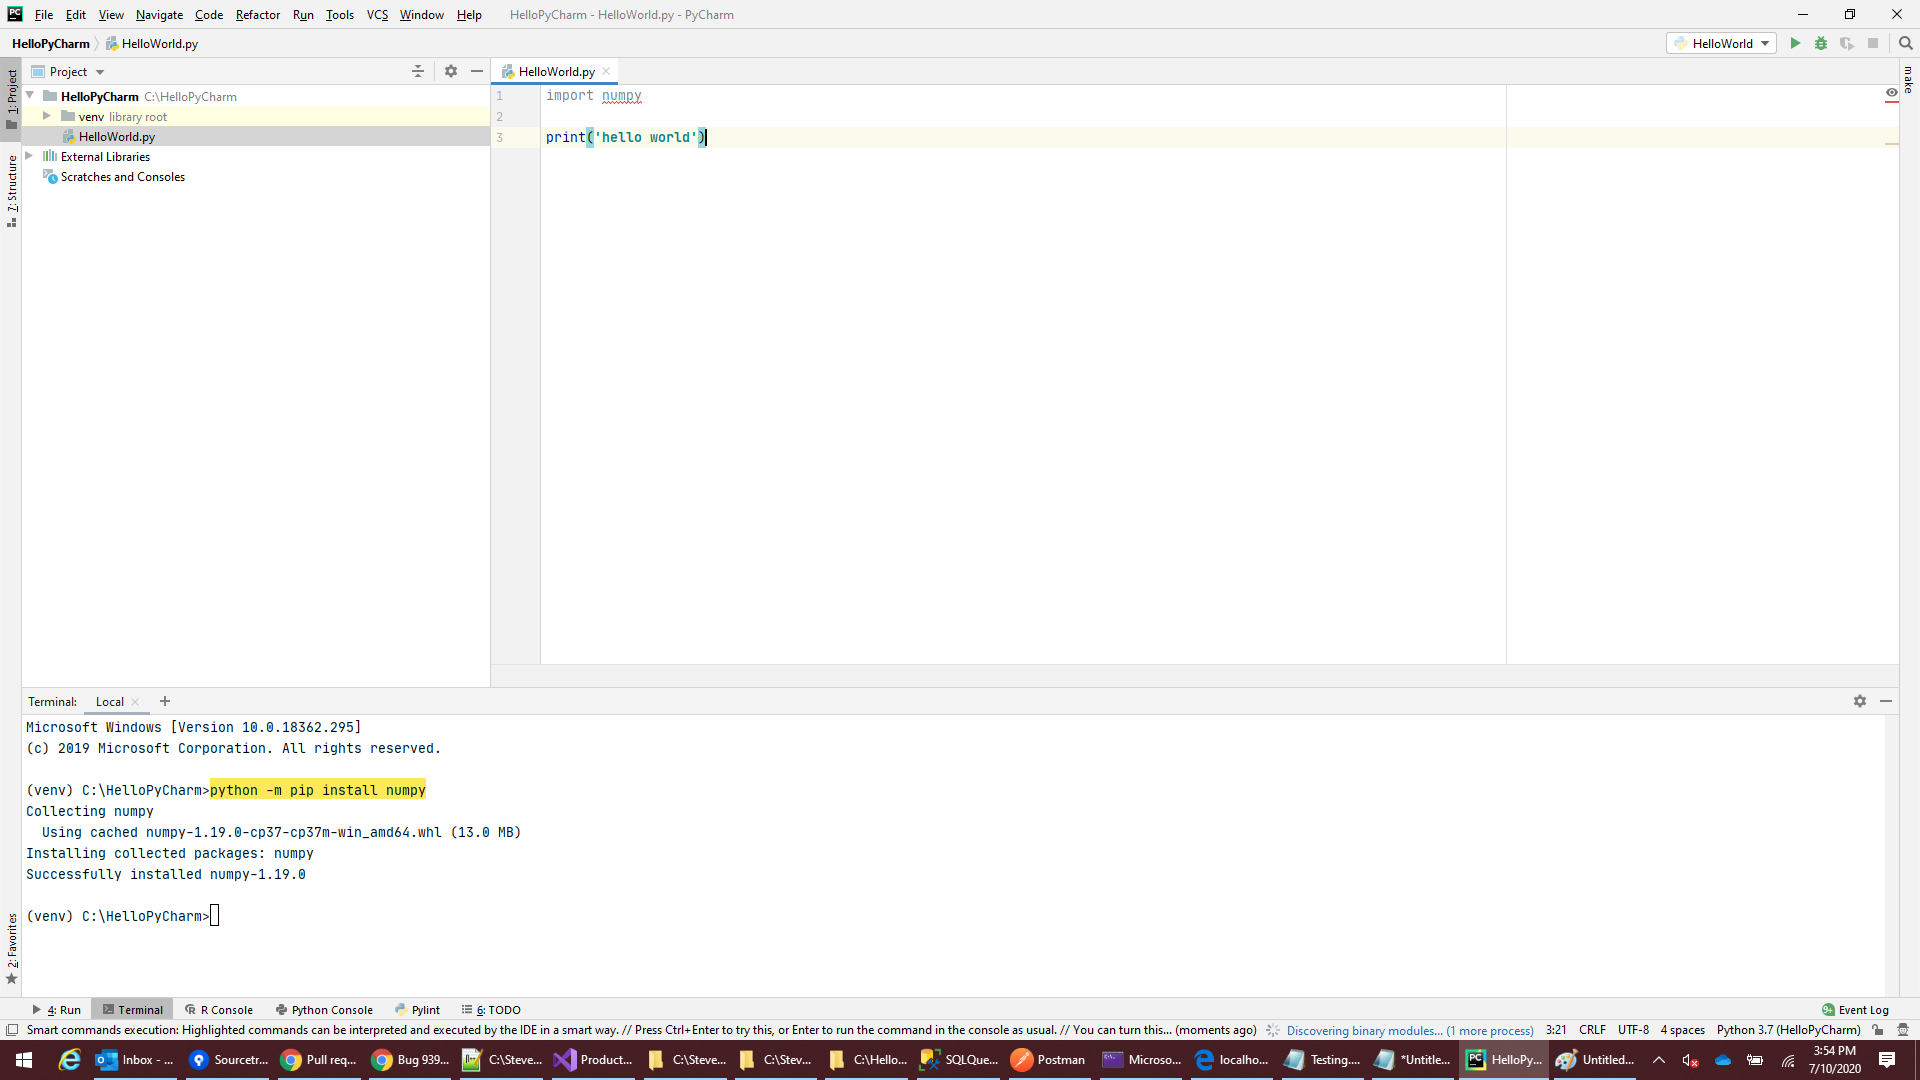 PC File Edit View Navigate Code Refactor Run Tools VCS Window Help HelloPyCharm - HelloWorld.py - PyCharm
HelloPyCharm HelloWorld.py HelloWorld
1: Project
Project
HelloWorld.py
make
HelloPyCharm C:\HelloPyCharm
venv library root
HelloWorld.py
External Libraries
Scratches and Consoles
7: Structure
1 import numpy
2
3 print('hello world')
Terminal: Local
Microsoft Windows [Version 10.0.18362.295]
(c) 2019 Microsoft Corporation. All rights reserved.
(venv) C:\HelloPyCharm>python -m pip install numpy
Collecting numpy
Using cached numpy-1.19.0-cp37-cp37m-win_amd64.whl (13.0 MB)
Installing collected packages: numpy
Successfully installed numpy-1.19.0
(venv) C:\HelloPyCharm>
2: Favorites
4: Run Terminal R Console Python Console Pylint 6: TODO Event Log
Smart commands execution: Highlighted commands can be interpreted and executed by the IDE in a smart way. // Press Ctrl+Enter to try this, or Enter to run the command in the console as usual. // You can turn this... (moments ago) Discovering binary modules... (1 more process) 3:21 CRLF UTF-8 4 spaces Python 3.7 (HelloPyCharm)
Inbox - ... Sourcetr... Pull req... Bug 939... C:\Steve... Product... C:\Steve... C:\Stev... C:\Hello... SQLQue... Postman Microso... localho... Testing.... *Untitle... PC HelloPy... Untitled...
3:54 PM
7/10/2020